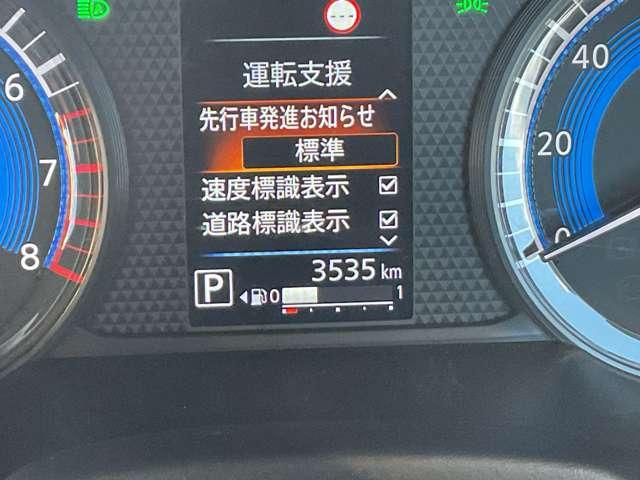 運転支援
先行車発進お知らせ
標準
速度標識表示
道路標識表示
6
7
8
40
20
0
3535 km
P
0 1